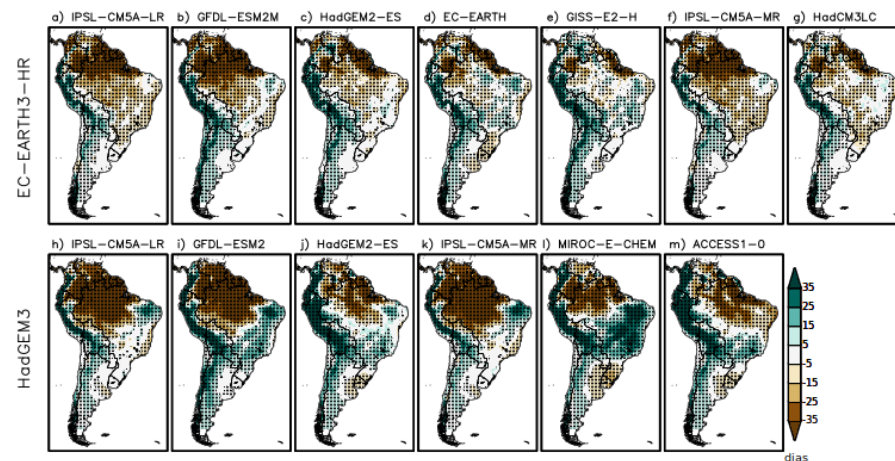 a) IPSL-CM5A-LR b) GFDL-ESM2M c) HadGEM2-ES d) EC-EARTH e) GISS-E2-H f) IPSL-CM5A-MR g) HadCM3LC
EC-EARTH3-HR
h) IPSL-CM5A-LR i) GFDL-ESM2 j) HadGEM2-ES k) IPSL-CM5A-MR l) MIROC-E-CHEM m) ACCESS1-0
HadGEM3
35
25
15
5
-5
-15
-25
-35
dias